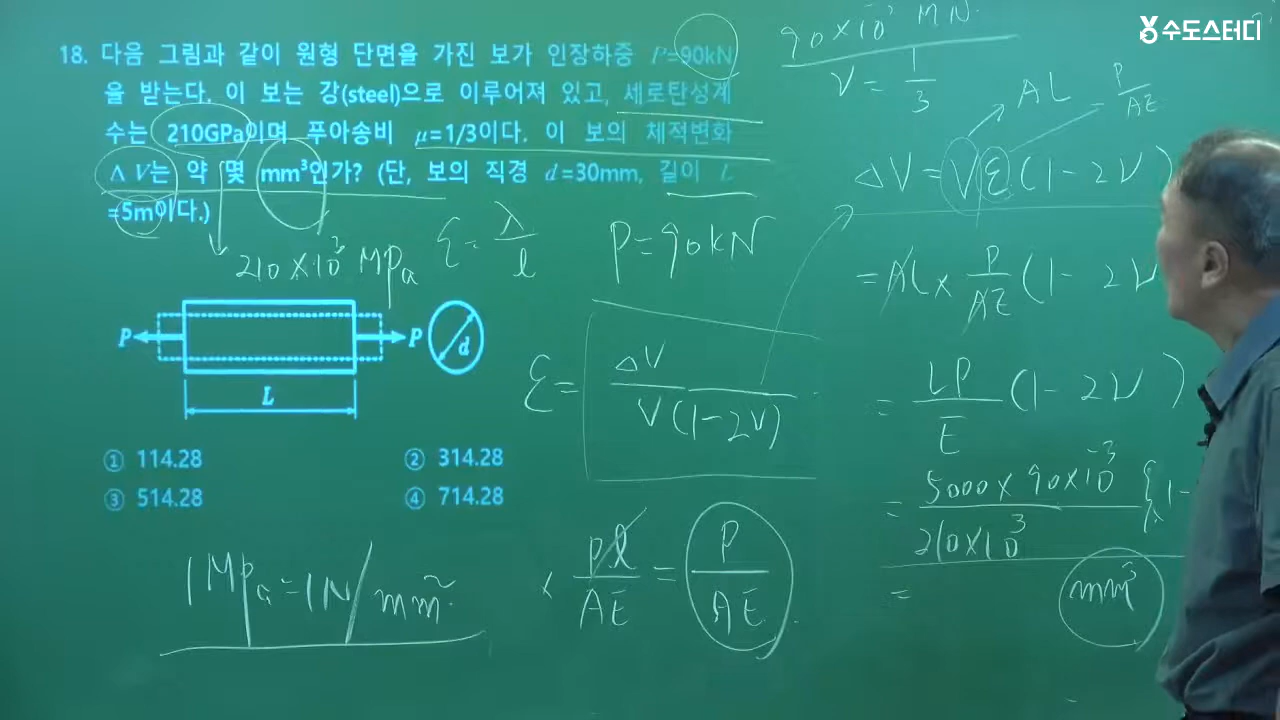 수도스터디
18. 다음 그림과 같이 원형 단면을 가진 보가 인장하중 P=90kN
을 받는다. 이 보는 강(steel)으로 이루어져 있고, 세로탄성계
수는 210GPa이며 푸아송비 μ=1/3이다. 이 보의 체적변화
ΔV는 약 몇 mm³인가? (단, 보의 직경 d=30mm, 길이 L
=5m이다.)
P
P
d
L
① 114.28
② 314.28
③ 514.28
④ 714.28
210×10³ MPa
ε = λ/l
P=90kN
ε = ΔV / V(1-2ν)
× Pl/AE = P/AE
1MPa = 1N/mm²
90×10⁻³ MN
ν = 1/3
AL
= P/AE
ΔV = Vε(1-2ν)
= AL × P/AE (1-2ν
= LP/E (1-2ν)
= 5000×90×10⁻³ / 210×10³ {1-
= mm³